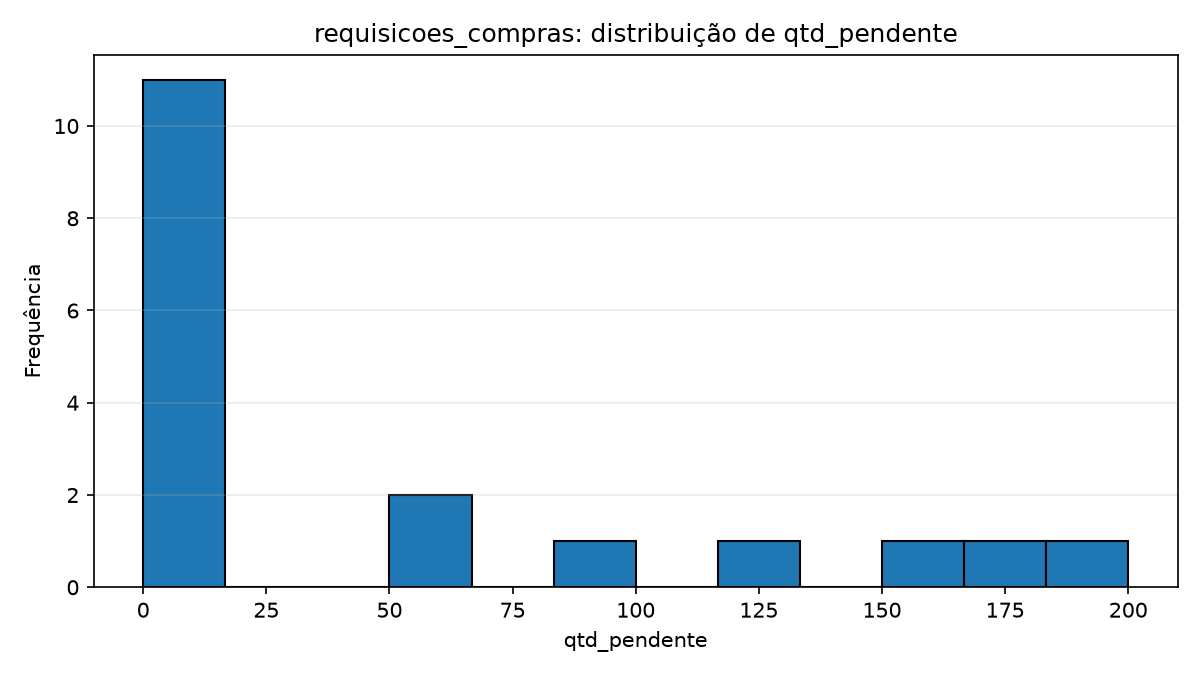 requisicoes_compras: distribuição de qtd_pendente
Frequência
10
8
6
4
2
0
0 25 50 75 100 125 150 175 200
qtd_pendente